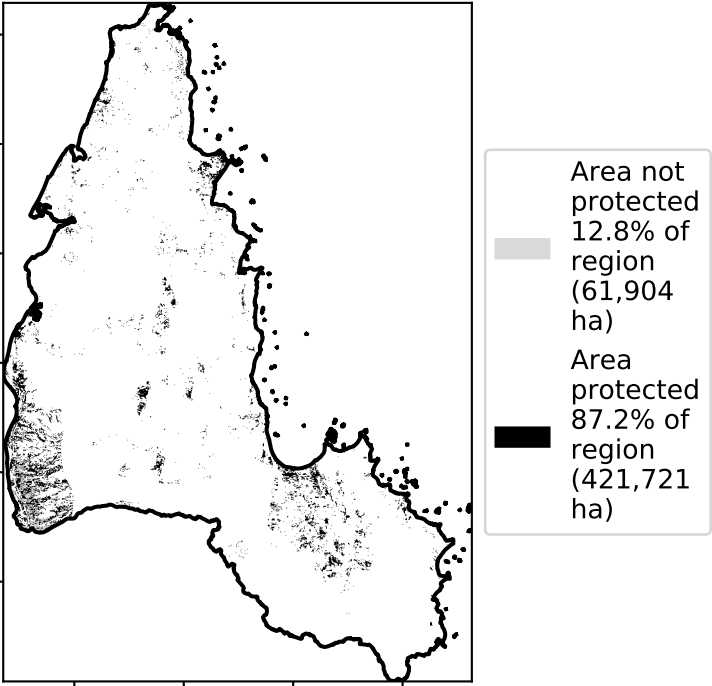 Area not
protected
12.8% of
region
(61,904
ha)
Area
protected
87.2% of
region
(421,721
ha)